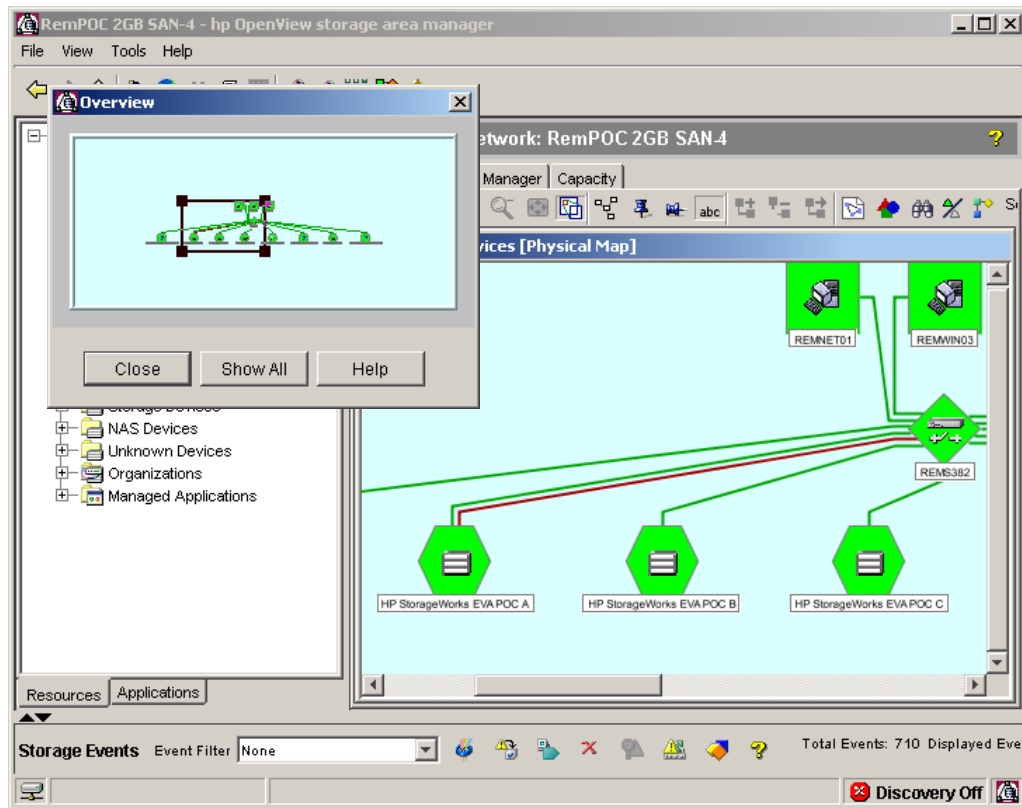 RemPOC 2GB SAN-4 - hp OpenView storage area manager
File View Tools Help
Overview
Close Show All Help
etwork: RemPOC 2GB SAN-4
Manager Capacity
abc
vices [Physical Map]
REMNET01
REMWIN03
REMS382
HP StorageWorks EVA POC A
HP StorageWorks EVA POC B
HP StorageWorks EVA POC C
Storage Devices
NAS Devices
Unknown Devices
Organizations
Managed Applications
Resources Applications
Storage Events Event Filter None Total Events: 710 Displayed Eve
Discovery Off